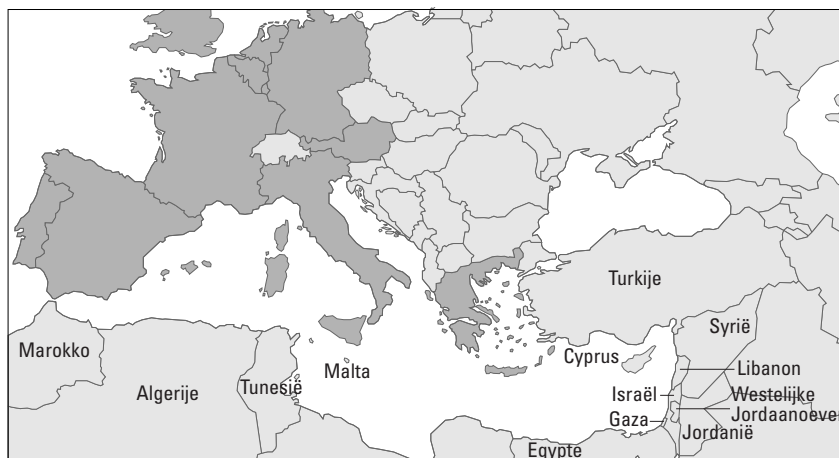 Turkije
Syrië
Marokko
Malta
Cyprus
Libanon
Algerije
Tunesië
Israël
Westelijke
Gaza
Jordaanoever
Jordanië
Egypte